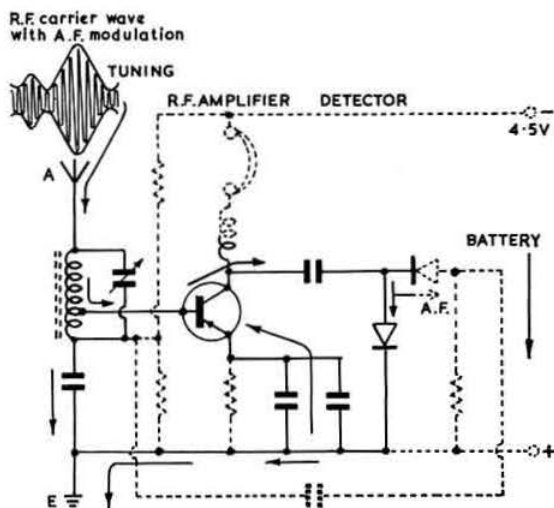 R.F. carrier wave
with A.F. modulation
TUNING
R.F. AMPLIFIER DETECTOR
4·5V
A
BATTERY
A.F.
E